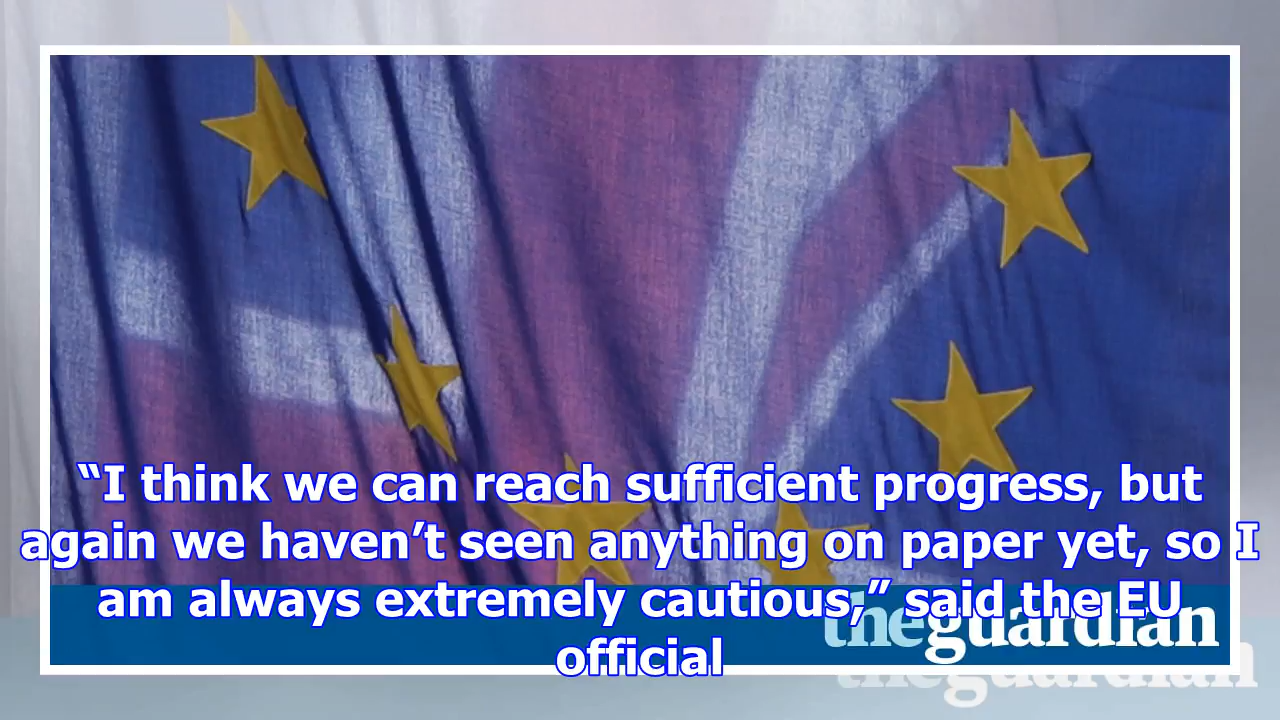 “I think we can reach sufficient progress, but
again we haven’t seen anything on paper yet, so I
am always extremely cautious,” said the EU
official
theguardian
theguardian